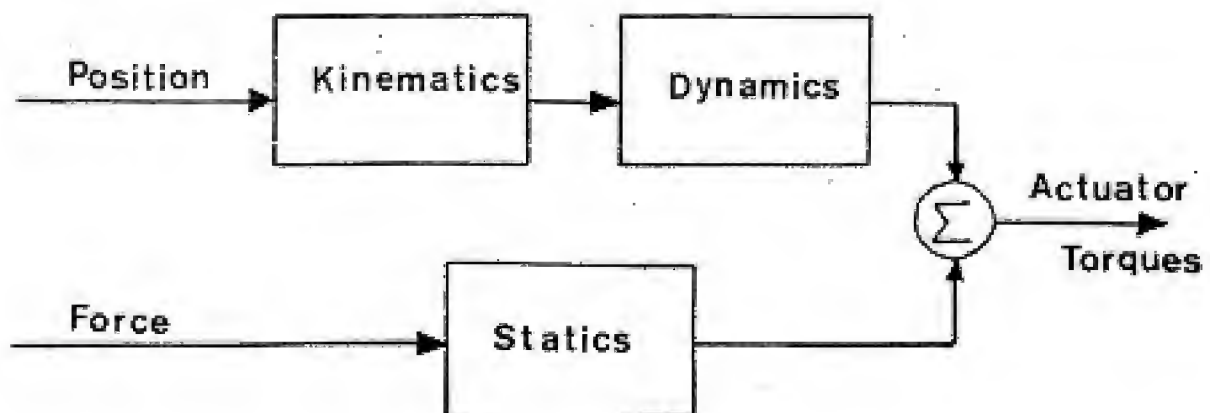 Position
Kinematics
Dynamics
Σ
Actuator
Torques
Force
Statics